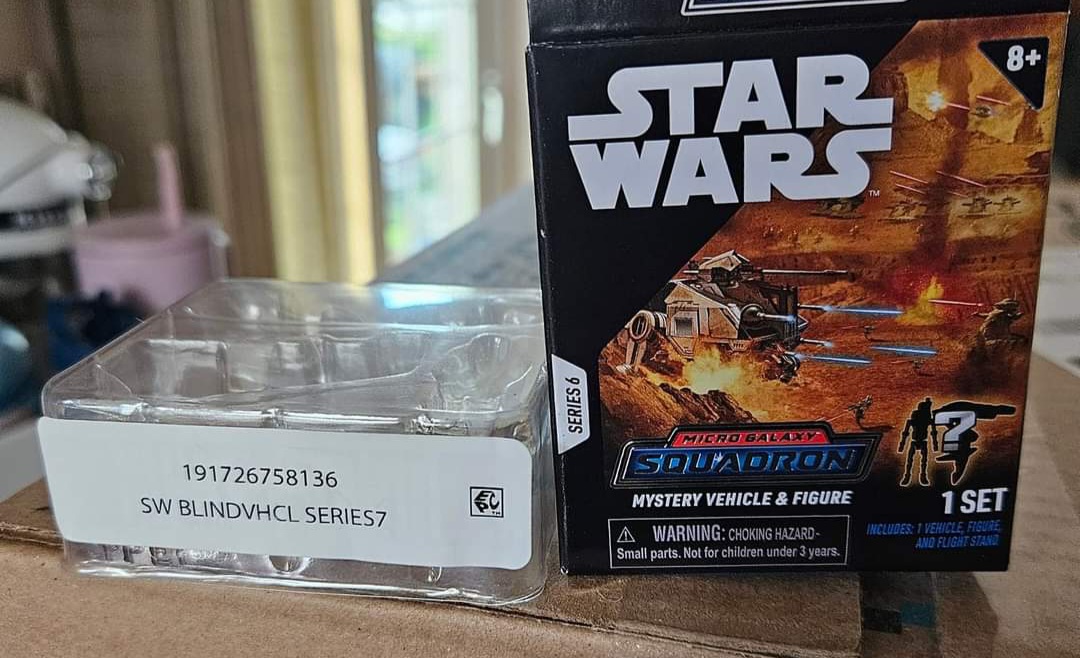 191726758136
SW BLINDVHCL SERIES7
STAR
WARS
TM
8+
SERIES 6
MICRO GALAXY
SQUADRON
MYSTERY VEHICLE & FIGURE
?
1 SET
INCLUDES: 1 VEHICLE, FIGURE,
AND FLIGHT STAND.
WARNING: CHOKING HAZARD-
Small parts. Not for children under 3 years.